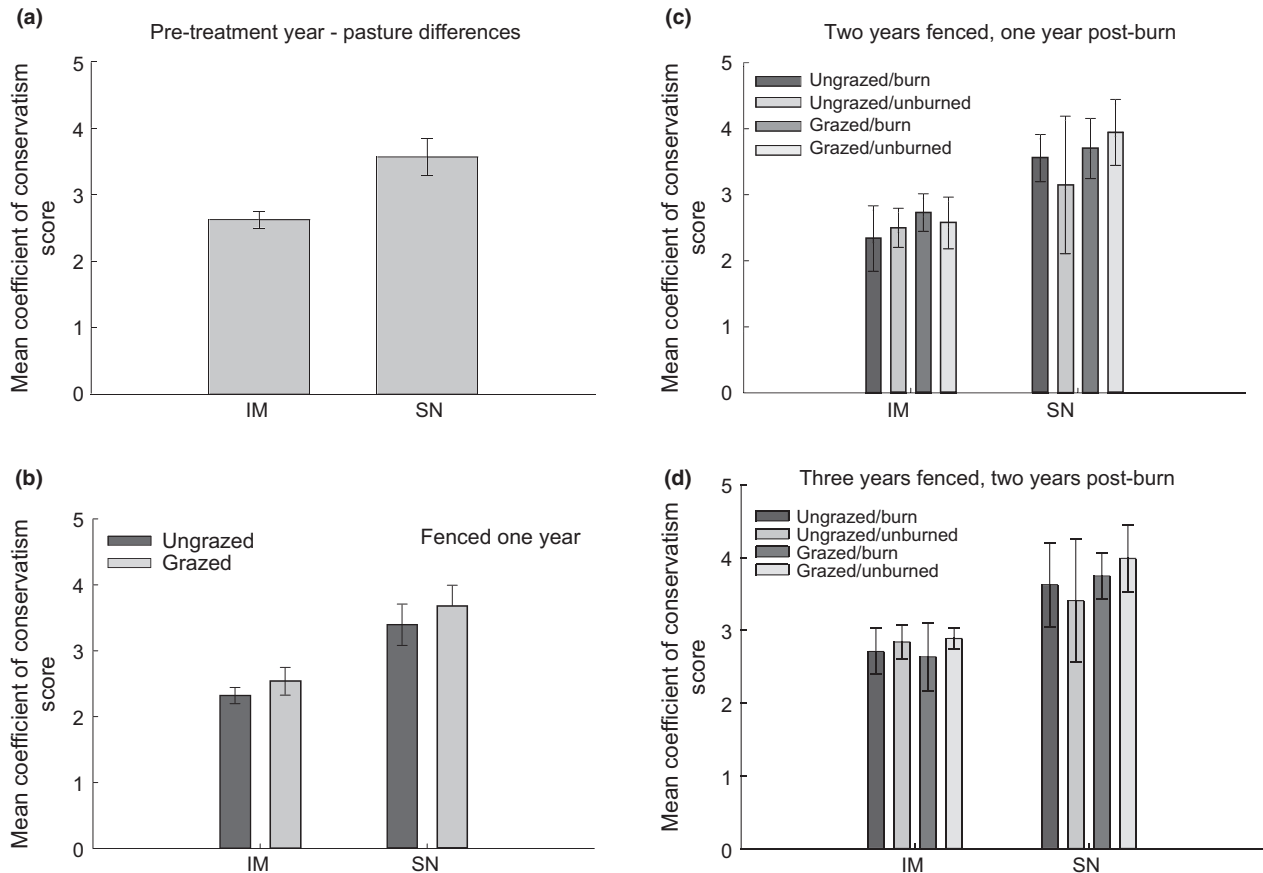 (a)
Pre-treatment year - pasture differences
Mean coefficient of conservatism
score
5
4
3
2
1
0
IM
SN
(b)
Fenced one year
Ungrazed
Grazed
Mean coefficient of conservatism
score
5
4
3
2
1
0
IM
SN
(c)
Two years fenced, one year post-burn
Ungrazed/burn
Ungrazed/unburned
Grazed/burn
Grazed/unburned
Mean coefficient of conservatism
score
5
4
3
2
1
0
IM
SN
(d)
Three years fenced, two years post-burn
Ungrazed/burn
Ungrazed/unburned
Grazed/burn
Grazed/unburned
Mean coefficient of conservatism
score
5
4
3
2
1
0
IM
SN